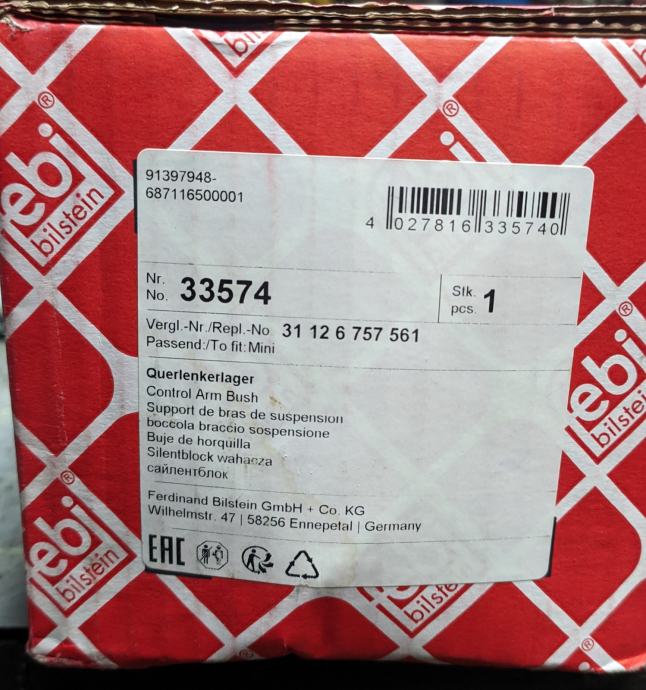 febi
bilstein
91397948-
687116500001
4 027816 335740
Nr.
No. 33574
Stk.
pcs. 1
Vergl.-Nr./Repl.-No 31 12 6 757 561
Passend:/To fit: Mini
Querlenkerlager
Control Arm Bush
Support de bras de suspension
boccola braccio sospensione
Buje de horquilla
Silentblock wahacza
сайлентблок
Ferdinand Bilstein GmbH + Co. KG
Wilhelmstr. 47 | 58256 Ennepetal | Germany
EAC
ebi
bilstein
ebi
bilstein
bilstein